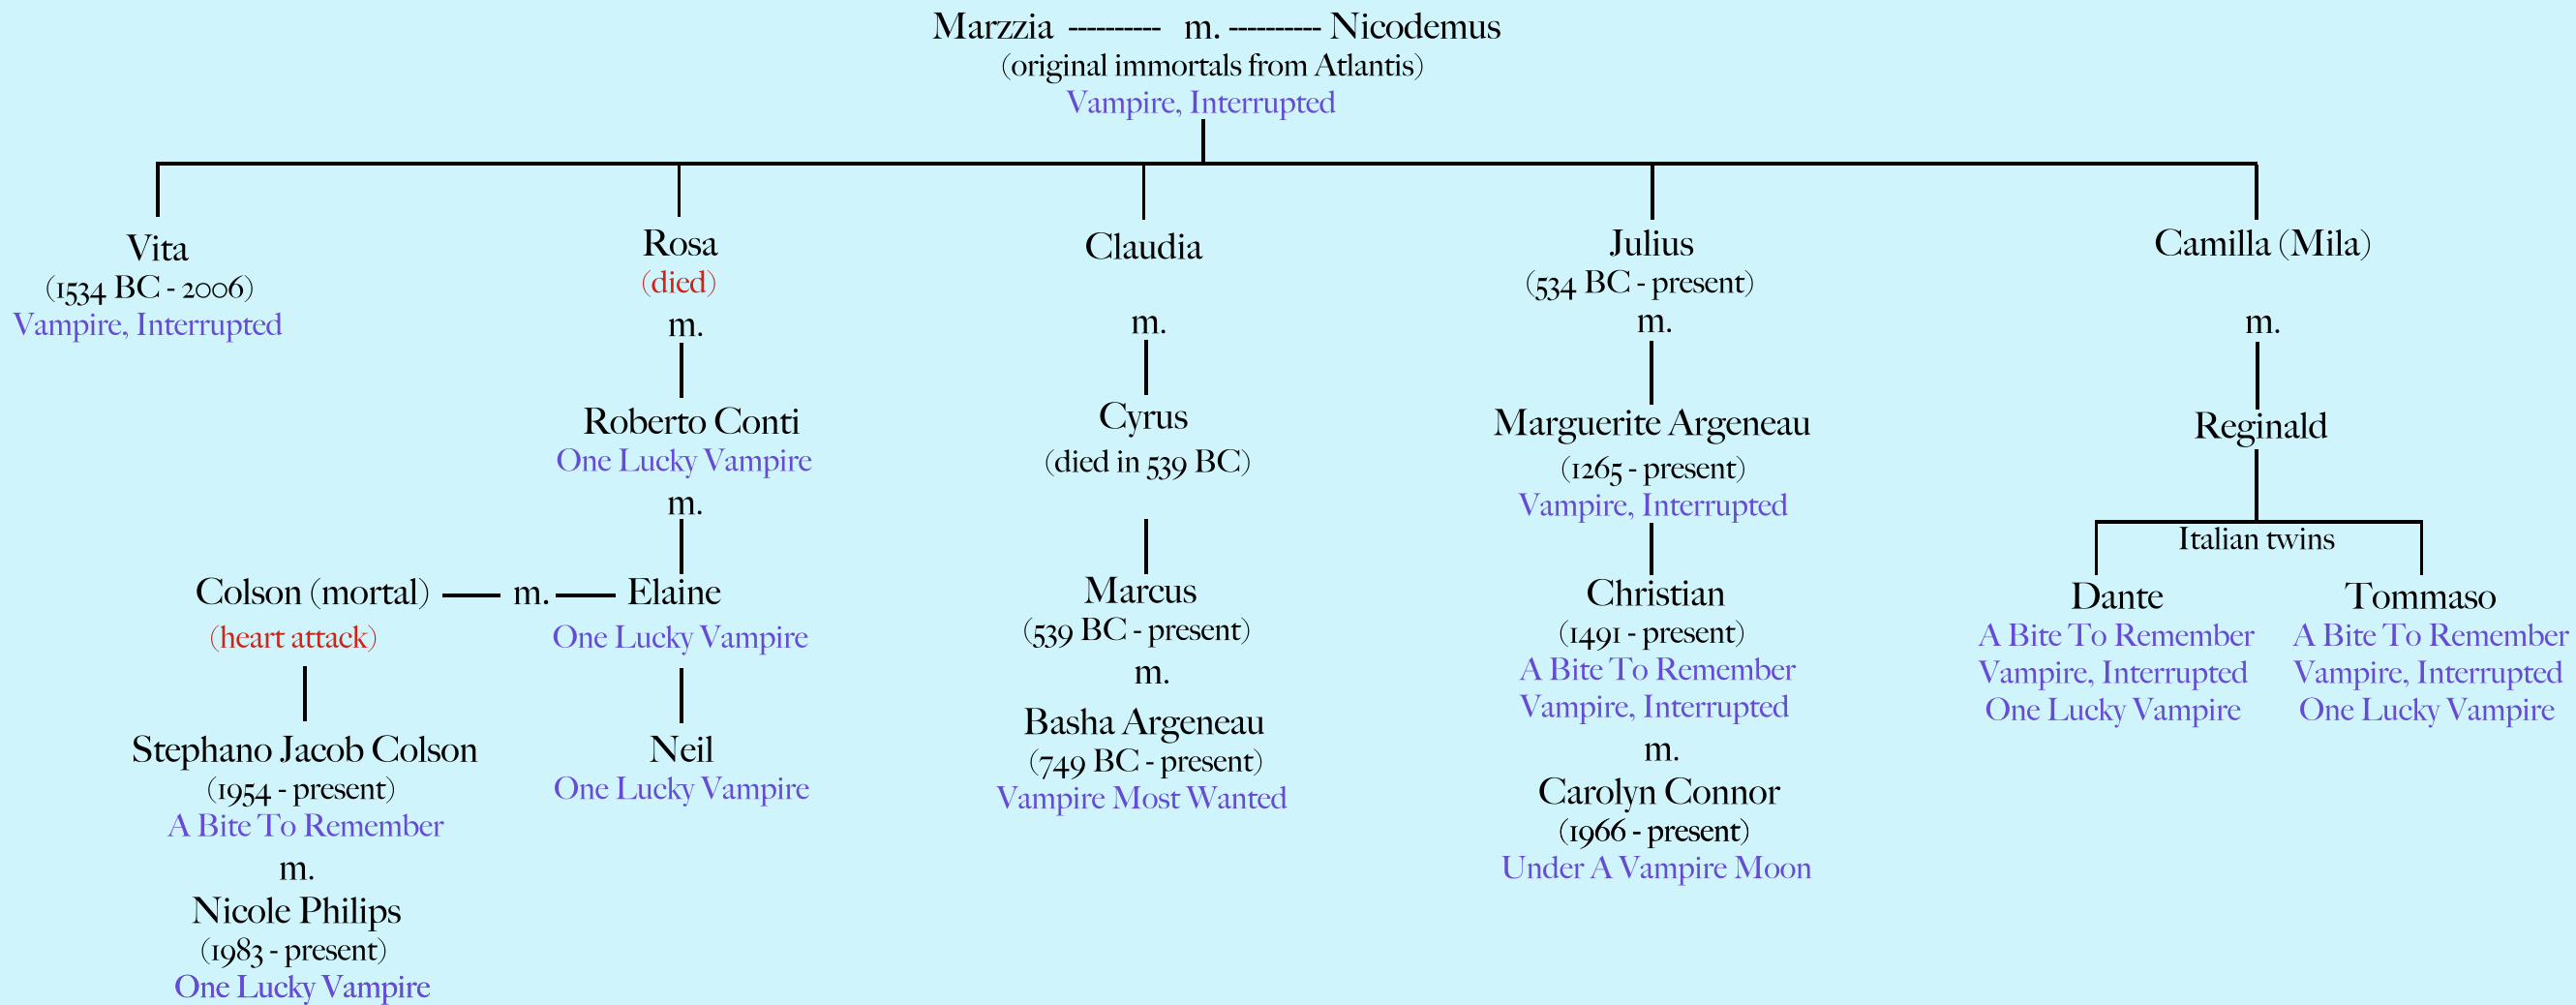 Marzzia ---------- m. ---------- Nicodemus
(original immortals from Atlantis)
Vampire, Interrupted
Vita
(1534 BC - 2006)
Vampire, Interrupted
Rosa
(died)
m.
Roberto Conti
One Lucky Vampire
m.
Colson (mortal) — m. — Elaine
(heart attack)
One Lucky Vampire
Stephano Jacob Colson
(1954 - present)
A Bite To Remember
m.
Nicole Philips
(1983 - present)
One Lucky Vampire
Neil
One Lucky Vampire
Claudia
m.
Cyrus
(died in 539 BC)
Marcus
(539 BC - present)
m.
Basha Argeneau
(749 BC - present)
Vampire Most Wanted
Julius
(534 BC - present)
m.
Marguerite Argeneau
(1265 - present)
Vampire, Interrupted
Christian
(1491 - present)
A Bite To Remember
Vampire, Interrupted
m.
Carolyn Connor
(1966 - present)
Under A Vampire Moon
Camilla (Mila)
m.
Reginald
Italian twins
Dante
A Bite To Remember
Vampire, Interrupted
One Lucky Vampire
Tommaso
A Bite To Remember
Vampire, Interrupted
One Lucky Vampire